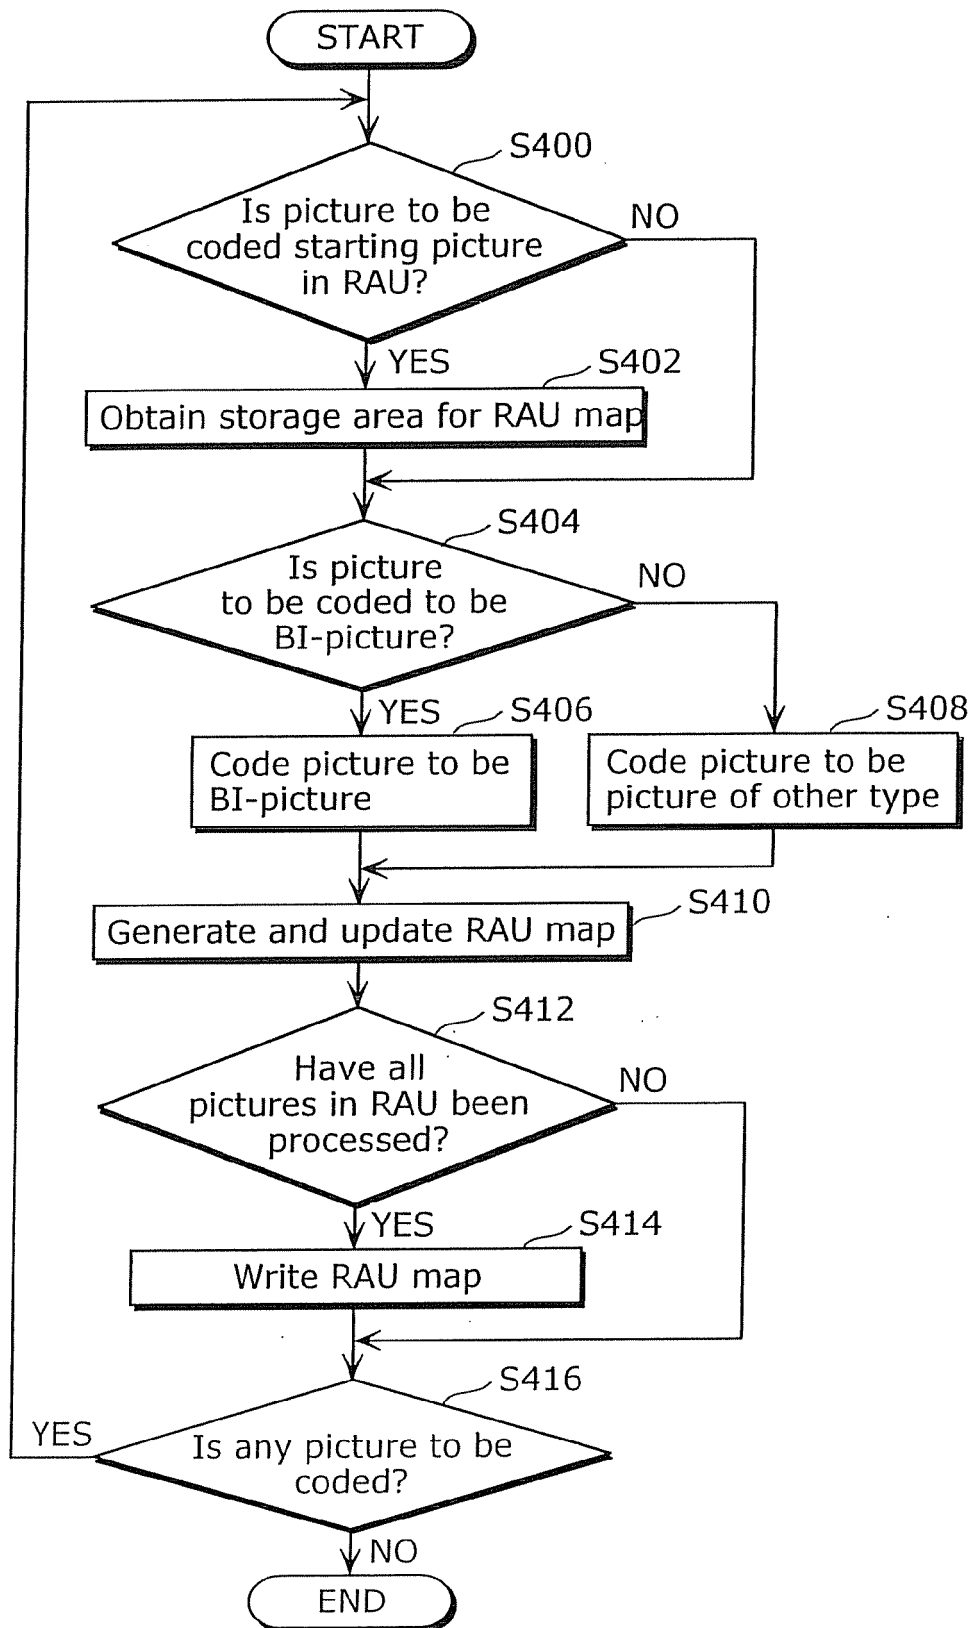 START
S400
Is picture to be
coded starting picture
in RAU?
NO
YES
S402
Obtain storage area for RAU map
S404
Is picture
to be coded to be
BI-picture?
NO
YES
S406
S408
Code picture to be
BI-picture
Code picture to be
picture of other type
S410
Generate and update RAU map
S412
Have all
pictures in RAU been
processed?
NO
YES
S414
Write RAU map
S416
YES
Is any picture to be
coded?
NO
END